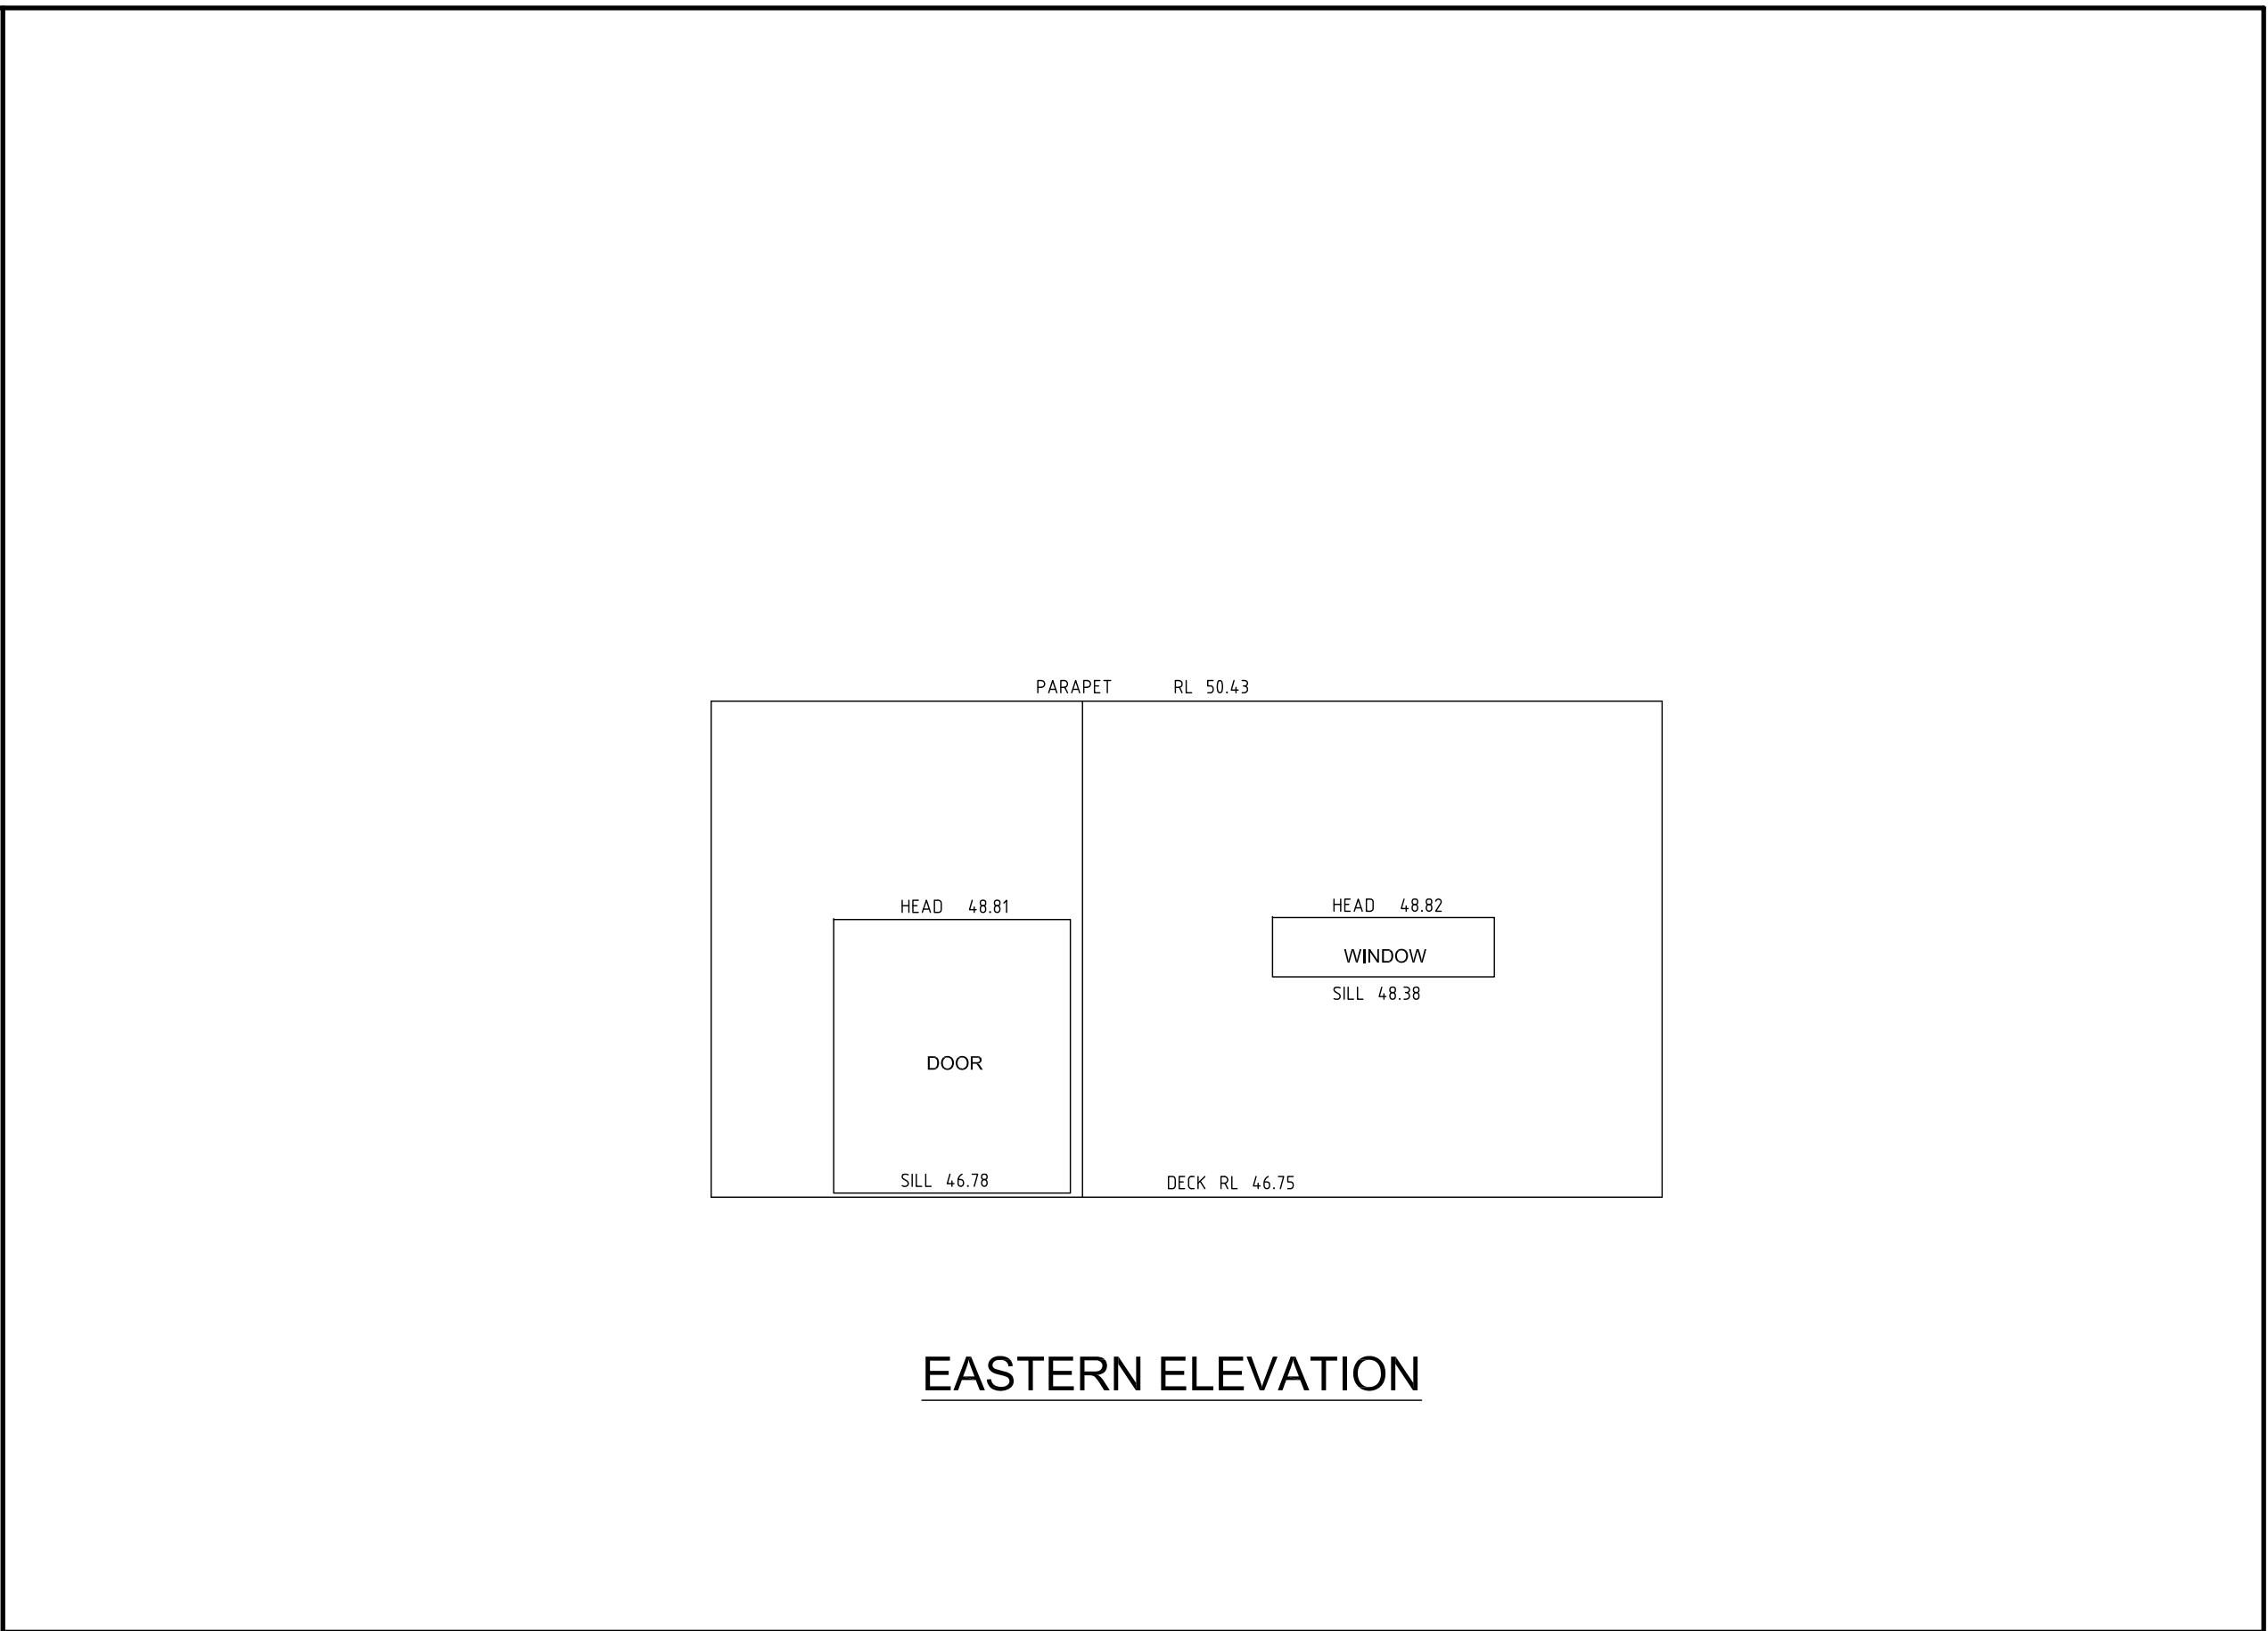 PARAPET RL 50.43
HEAD 48.81
HEAD 48.82
WINDOW
SILL 48.38
DOOR
SILL 46.78
DECK RL 46.75
EASTERN ELEVATION